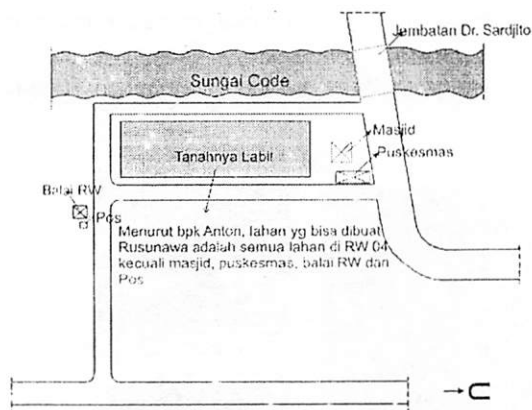 Jembatan Dr. Sardjito
Sungai Code
Masjid
Puskesmas
Tanahnya Labil
Balai RW
Pos
Menurut bpk Anton, lahan yg bisa dibuat
Rusunawa adalah semua lahan di RW 04
kecuali masjid, puskesmas, balai RW dan
Pos